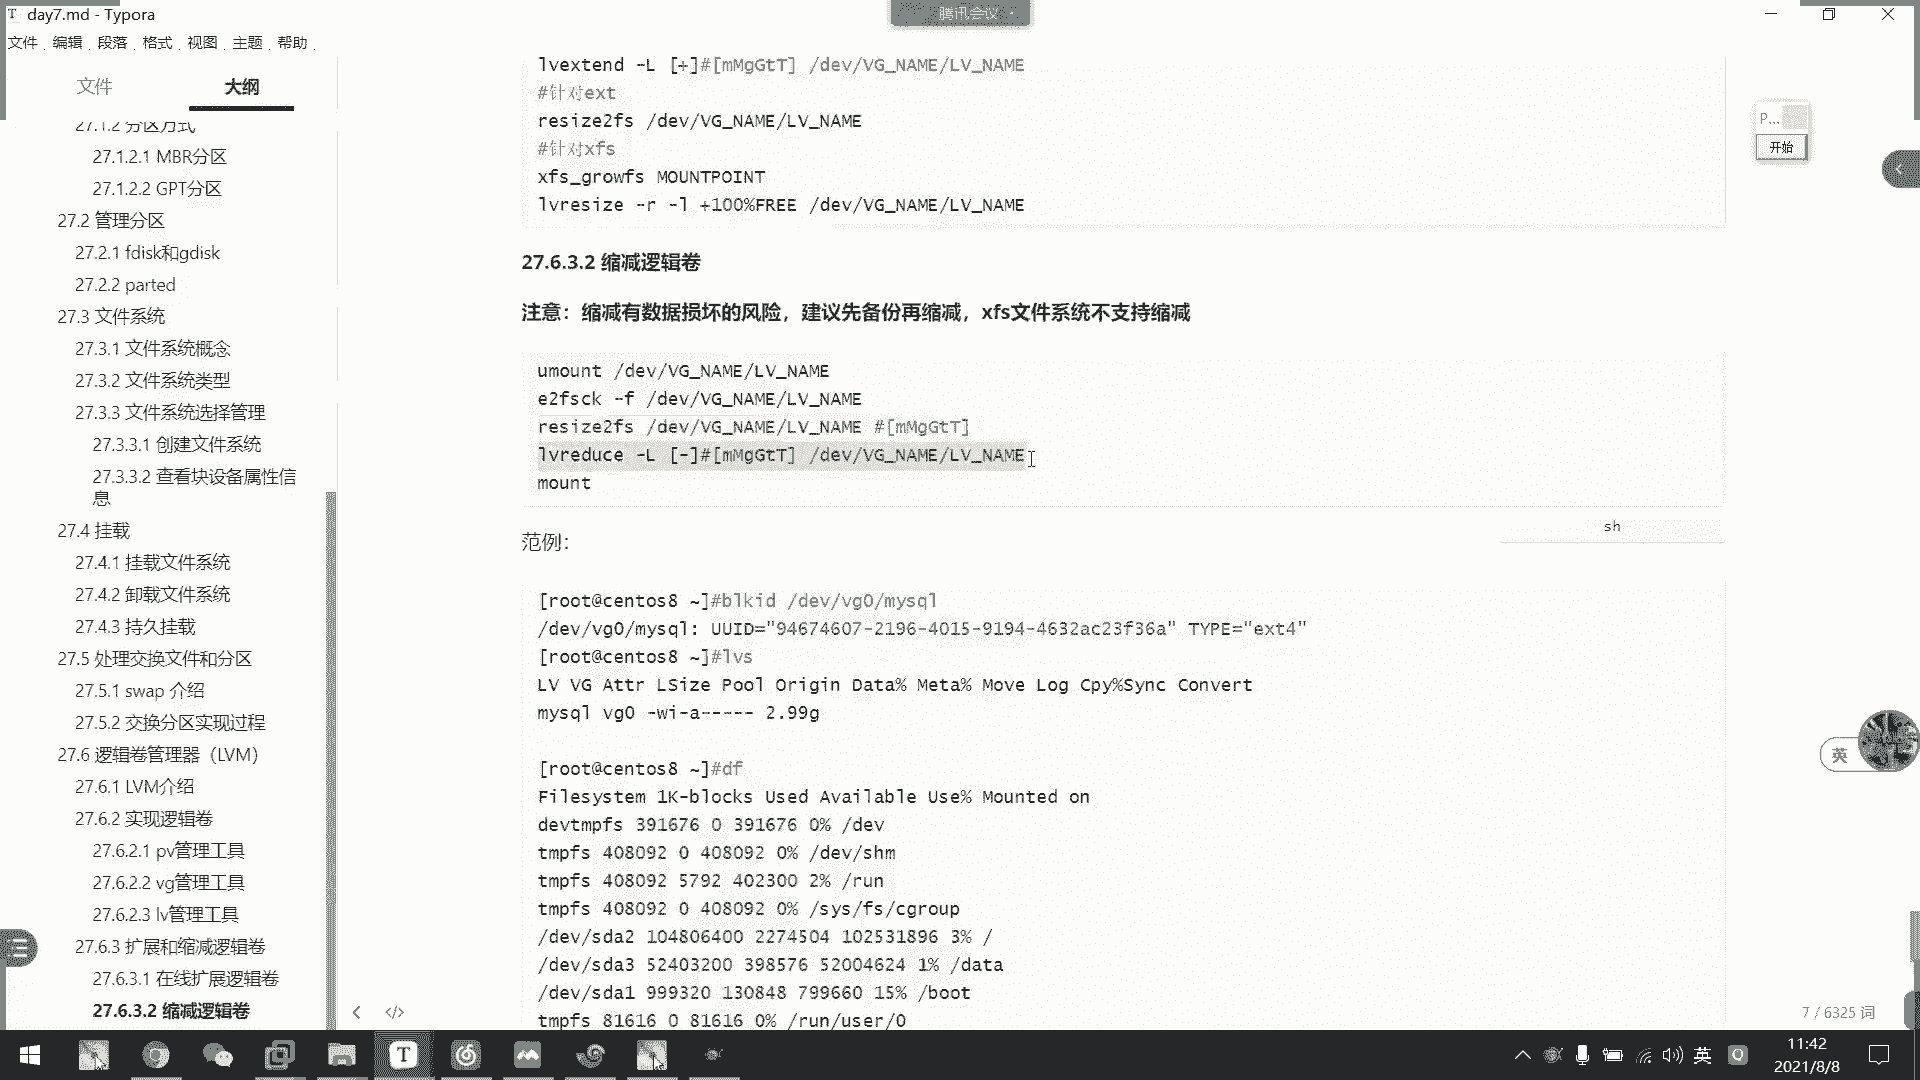 day7.md - Typora
腾讯会议
文件 编辑 段落 格式 视图 主题 帮助
文件 大纲
27.1.2 分区方式
27.1.2.1 MBR分区
27.1.2.2 GPT分区
27.2 管理分区
27.2.1 fdisk和gdisk
27.2.2 parted
27.3 文件系统
27.3.1 文件系统概念
27.3.2 文件系统类型
27.3.3 文件系统选择管理
27.3.3.1 创建文件系统
27.3.3.2 查看块设备属性信
息
27.4 挂载
27.4.1 挂载文件系统
27.4.2 卸载文件系统
27.4.3 持久挂载
27.5 处理交换文件和分区
27.5.1 swap 介绍
27.5.2 交换分区实现过程
27.6 逻辑卷管理器（LVM）
27.6.1 LVM介绍
27.6.2 实现逻辑卷
27.6.2.1 pv管理工具
27.6.2.2 vg管理工具
27.6.2.3 lv管理工具
27.6.3 扩展和缩减逻辑卷
27.6.3.1 在线扩展逻辑卷
27.6.3.2 缩减逻辑卷
lvextend -L [+]#[mMgGtT] /dev/VG_NAME/LV_NAME
#针对ext
resize2fs /dev/VG_NAME/LV_NAME
#针对xfs
xfs_growfs MOUNTPOINT
lvresize -r -l +100%FREE /dev/VG_NAME/LV_NAME
27.6.3.2 缩减逻辑卷
注意：缩减有数据损坏的风险，建议先备份再缩减，xfs文件系统不支持缩减
umount /dev/VG_NAME/LV_NAME
e2fsck -f /dev/VG_NAME/LV_NAME
resize2fs /dev/VG_NAME/LV_NAME #[mMgGtT]
lvreduce -L [-]#[mMgGtT] /dev/VG_NAME/LV_NAME
mount
sh
范例：
[root@centos8 ~]#blkid /dev/vg0/mysql
/dev/vg0/mysql: UUID="94674607-2196-4015-9194-4632ac23f36a" TYPE="ext4"
[root@centos8 ~]#lvs
LV VG Attr LSize Pool Origin Data% Meta% Move Log Cpy%Sync Convert
mysql vg0 -wi-a----- 2.99g
[root@centos8 ~]#df
Filesystem 1K-blocks Used Available Use% Mounted on
devtmpfs 391676 0 391676 0% /dev
tmpfs 408092 0 408092 0% /dev/shm
tmpfs 408092 5792 402300 2% /run
tmpfs 408092 0 408092 0% /sys/fs/cgroup
/dev/sda2 104806400 2274504 102531896 3% /
/dev/sda3 52403200 398576 52004624 1% /data
/dev/sda1 999320 130848 799660 15% /boot
tmpfs 81616 0 81616 0% /run/user/0
P...
开始
英
7 / 6325 词
英
11:42
2021/8/8